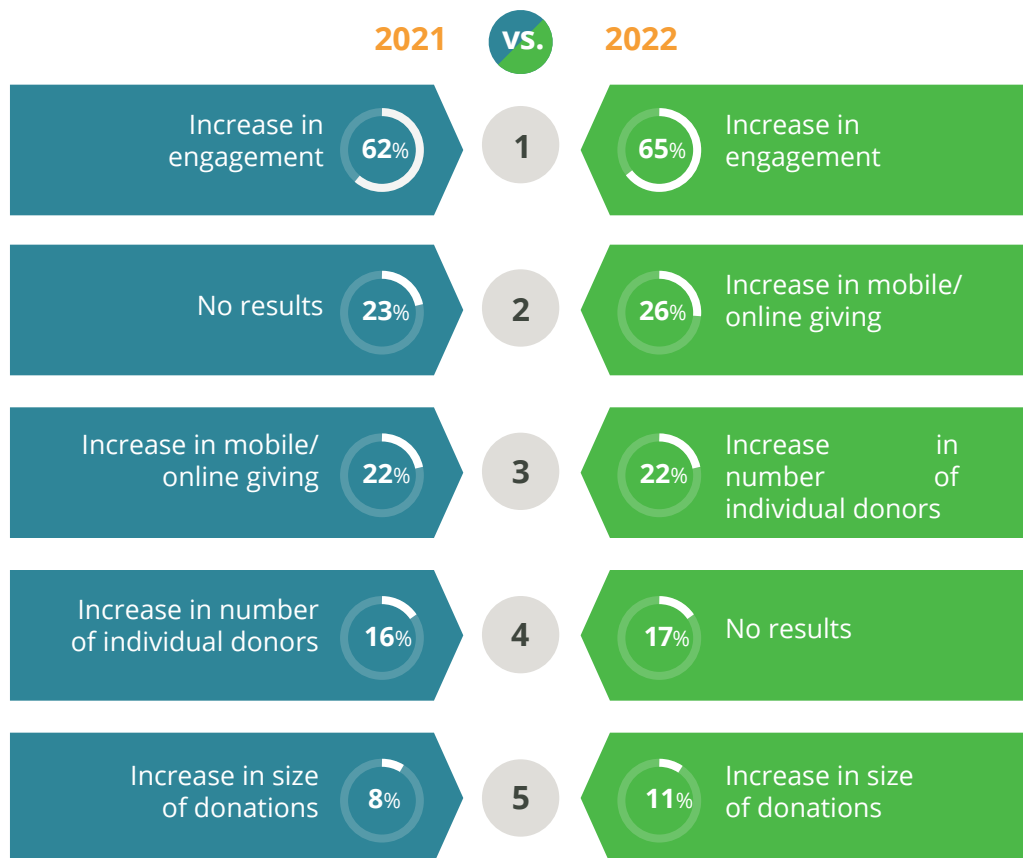 2021 vs. 2022
Increase in
engagement
62%
1
65%
Increase in
engagement
No results
23%
2
26%
Increase in mobile/
online giving
Increase in mobile/
online giving
22%
3
22%
Increase in
number of
individual donors
Increase in number
of individual donors
16%
4
17%
No results
Increase in size
of donations
8%
5
11%
Increase in size
of donations